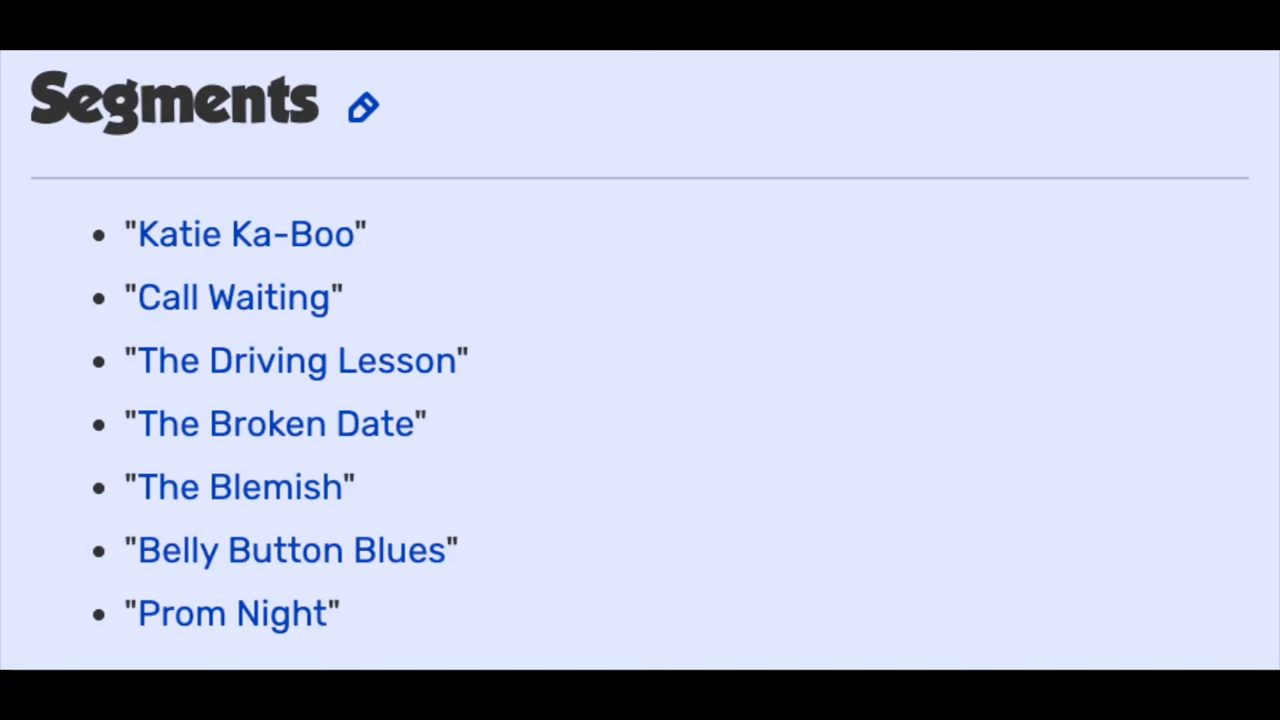 Segments
"Katie Ka-Boo"
"Call Waiting"
"The Driving Lesson"
"The Broken Date"
"The Blemish"
"Belly Button Blues"
"Prom Night"